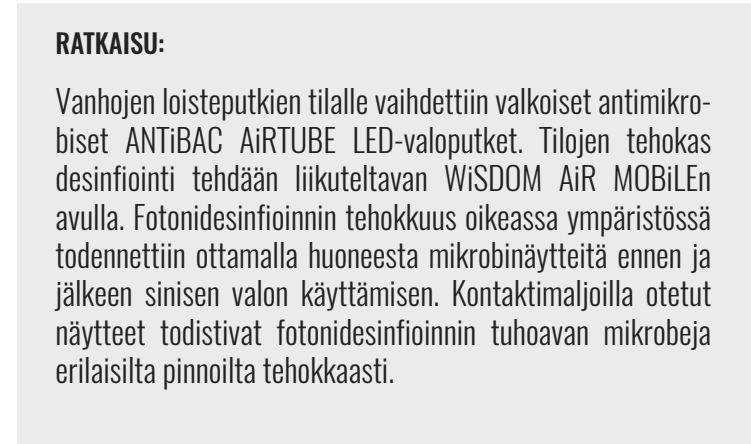 RATKAISU:
Vanhojen loisteputkien tilalle vaihdettiin valkoiset antimikro-
biset ANTiBAC AiRTUBE LED-valoputket. Tilojen tehokas
desinfiointi tehdään liikuteltavan WiSDOM AiR MOBiLEn
avulla. Fotonidesinfioinnin tehokkuus oikeassa ympäristössä
todennettiin ottamalla huoneesta mikrobinäytteitä ennen ja
jälkeen sinisen valon käyttämisen. Kontaktimaljoilla otetut
näytteet todistivat fotonidesinfioinnin tuhoavan mikrobeja
erilaisilta pinnoilta tehokkaasti.